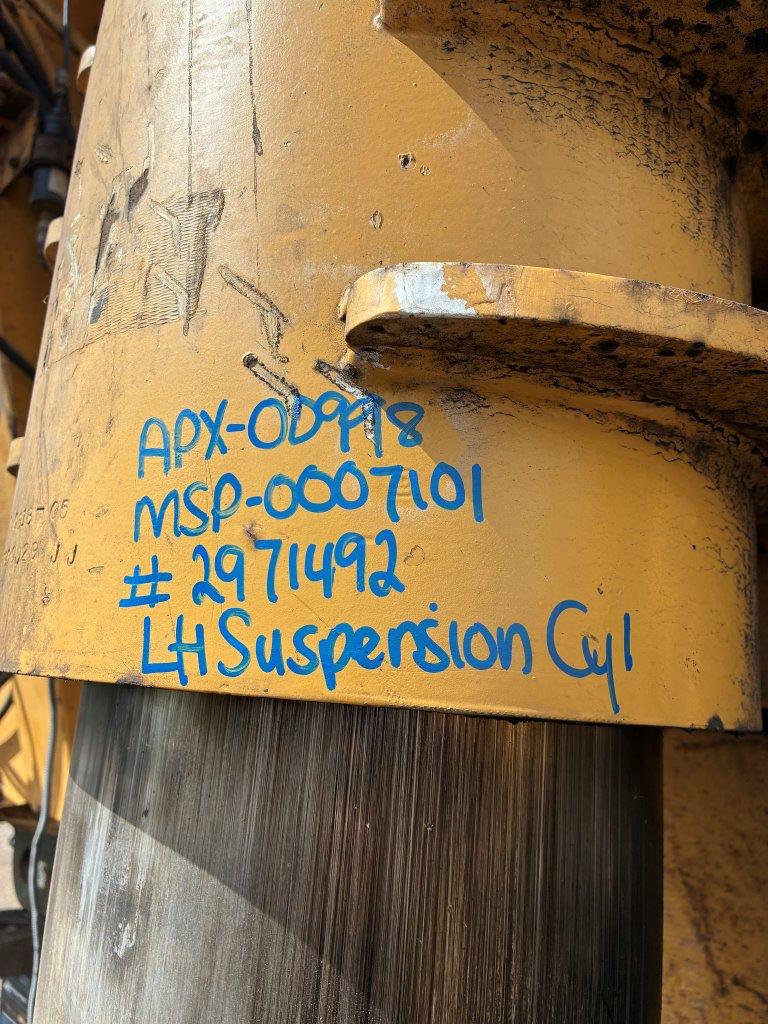 APX-0D998
MSP-0007101
# 2971492
LH Suspension Cyl